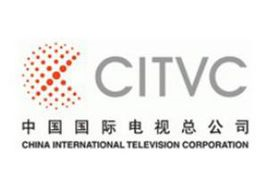 CITVC
中国国际电视总公司
CHINA INTERNATIONAL TELEVISION CORPORATION